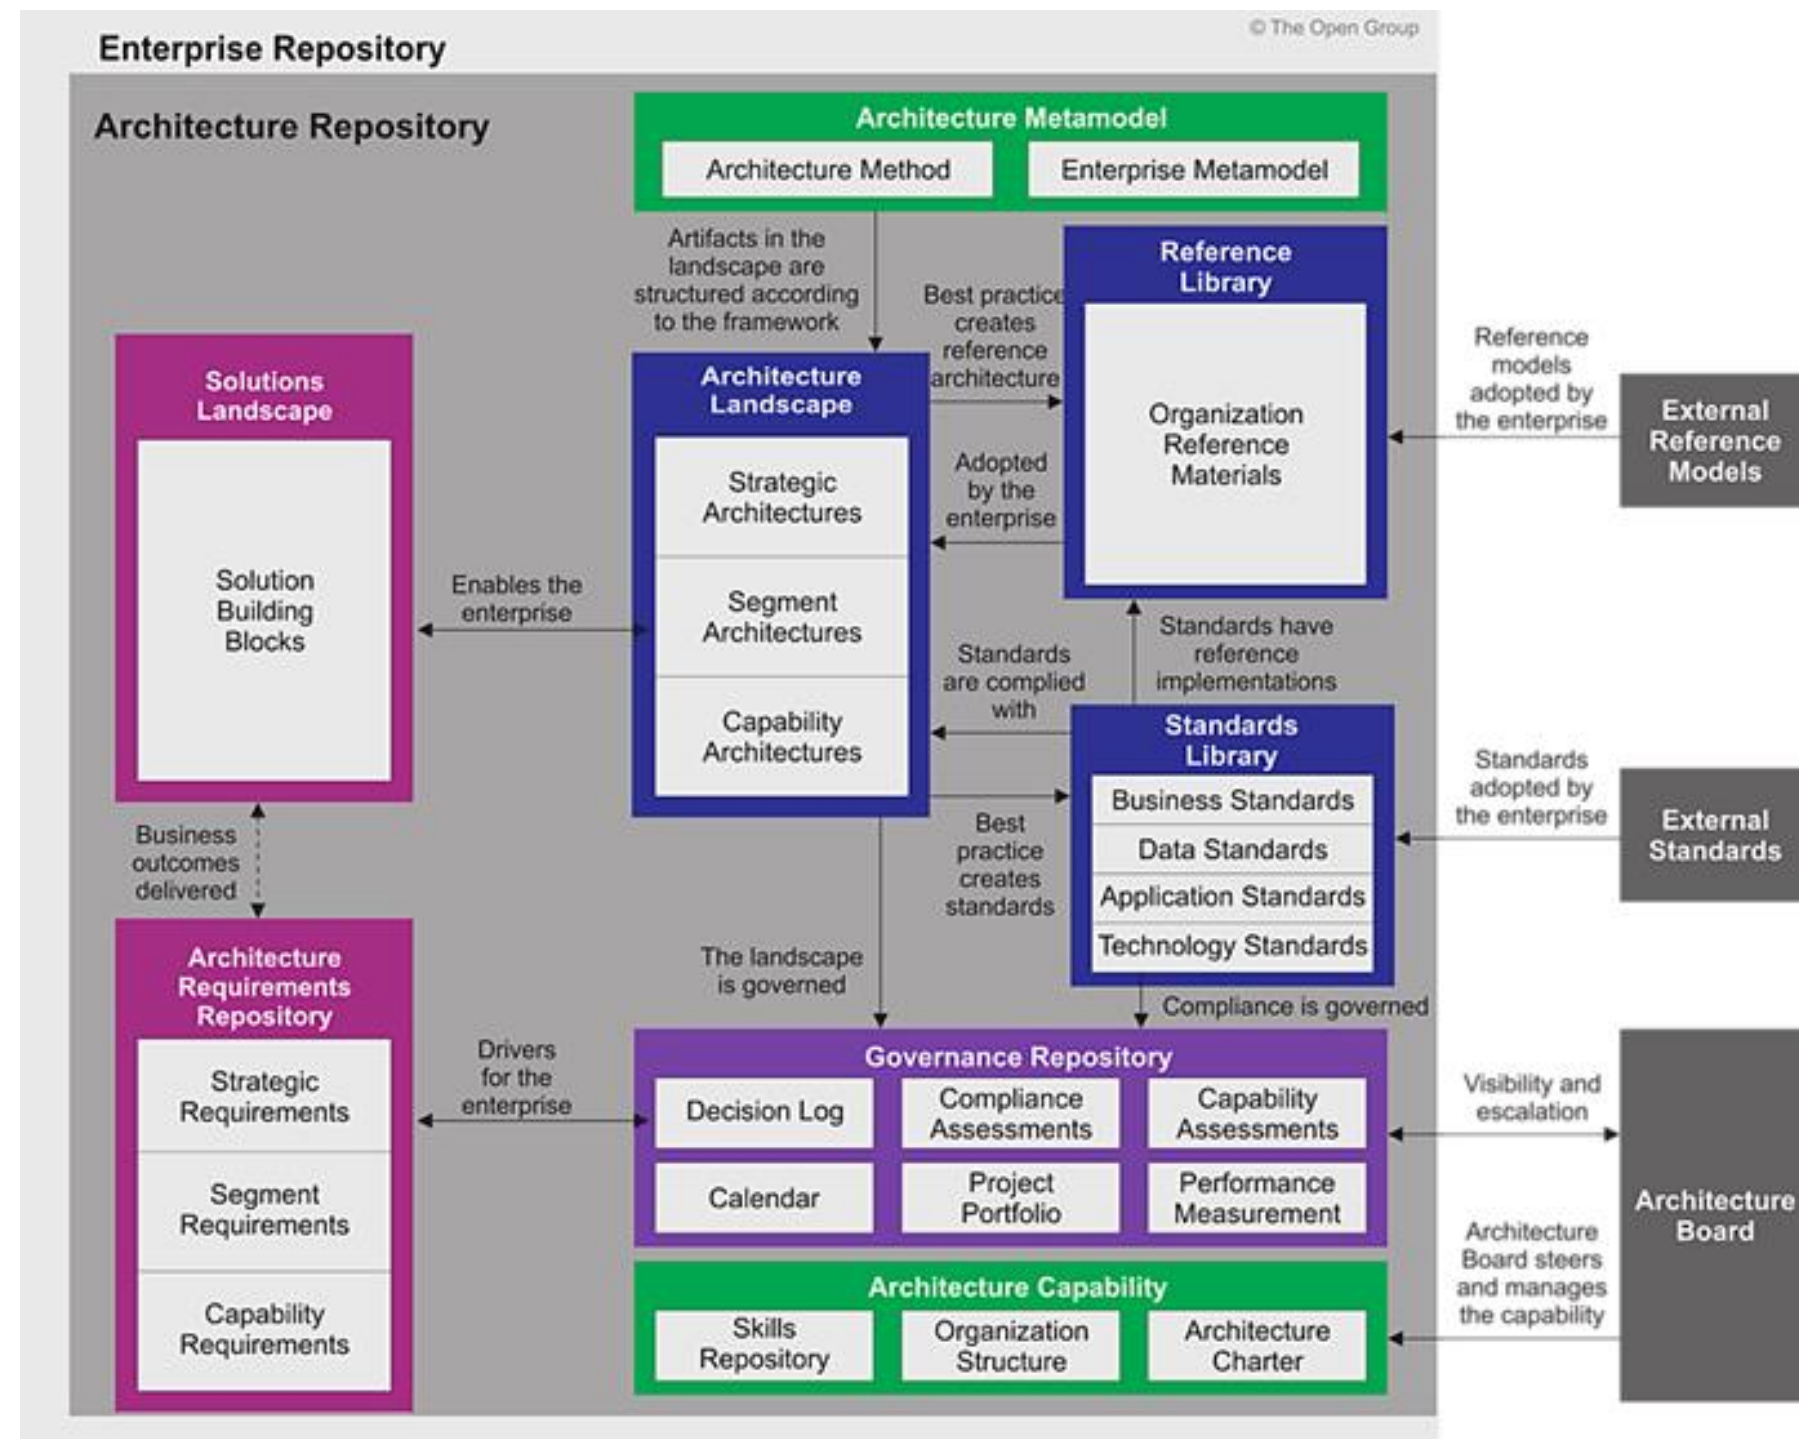 © The Open Group
Enterprise Repository
Architecture Repository
Architecture Metamodel
Architecture Method
Enterprise Metamodel
Artifacts in the
landscape are
structured according
to the framework
Reference
Library
Organization
Reference
Materials
Best practice
creates
reference
architecture
Adopted
by the
enterprise
Reference
models
adopted by
the enterprise
External
Reference
Models
Solutions
Landscape
Solution
Building
Blocks
Enables the
enterprise
Architecture
Landscape
Strategic
Architectures
Segment
Architectures
Capability
Architectures
Standards have
reference
implementations
Standards
are complied
with
Standards
Library
Business Standards
Data Standards
Application Standards
Technology Standards
Best
practice
creates
standards
Standards
adopted by
the enterprise
External
Standards
Business
outcomes
delivered
The landscape
is governed
Compliance is governed
Architecture
Requirements
Repository
Strategic
Requirements
Segment
Requirements
Capability
Requirements
Drivers
for the
enterprise
Governance Repository
Decision Log
Compliance
Assessments
Capability
Assessments
Calendar
Project
Portfolio
Performance
Measurement
Visibility and
escalation
Architecture
Board
Architecture
Board steers
and manages
the capability
Architecture Capability
Skills
Repository
Organization
Structure
Architecture
Charter